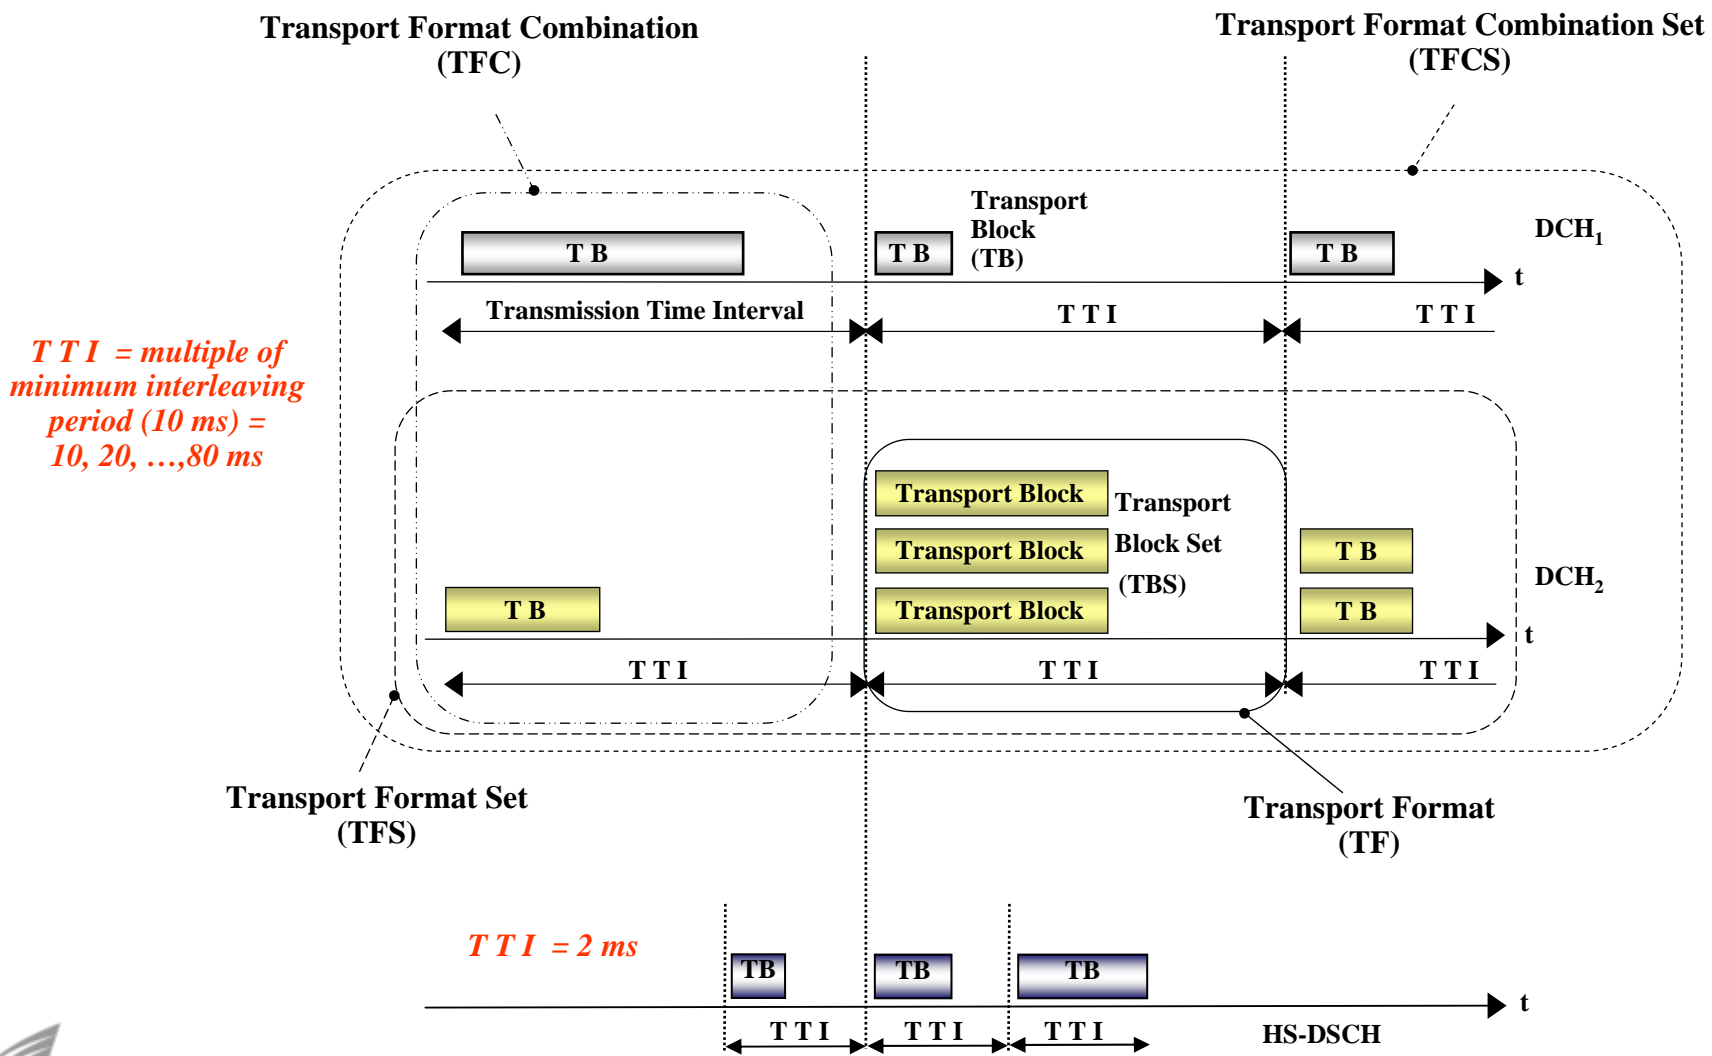 Transport Format Combination
(TFC)
Transport Format Combination Set
(TFCS)
Transport
Block
(TB)
DCH1
T B
T B
T B
t
Transmission Time Interval
T T I
T T I
T T I = multiple of
minimum interleaving
period (10 ms) =
10, 20, …,80 ms
Transport Block
Transport Block
Transport Block
Transport
Block Set
(TBS)
T B
T B
T B
DCH2
t
T T I
T T I
T T I
Transport Format Set
(TFS)
Transport Format
(TF)
T T I = 2 ms
TB
TB
TB
t
T T I
T T I
T T I
HS-DSCH